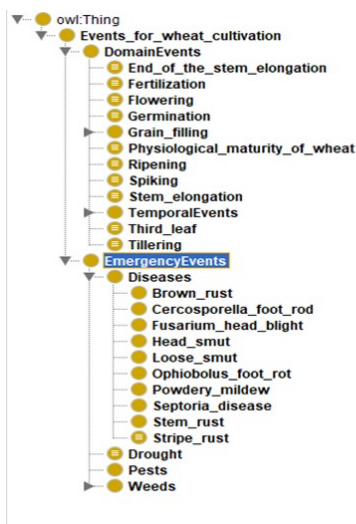 owl:Thing
Events_for_wheat_cultivation
DomainEvents
End_of_the_stem_elongation
Fertilization
Flowering
Germination
Grain_filling
Physiological_maturity_of_wheat
Ripening
Spiking
Stem_elongation
TemporalEvents
Third_leaf
Tillering
EmergencyEvents
Diseases
Brown_rust
Cercosporella_foot_rod
Fusarium_head_blight
Head_smut
Loose_smut
Ophiobolus_foot_rot
Powdery_mildew
Septoria_disease
Stem_rust
Stripe_rust
Drought
Pests
Weeds